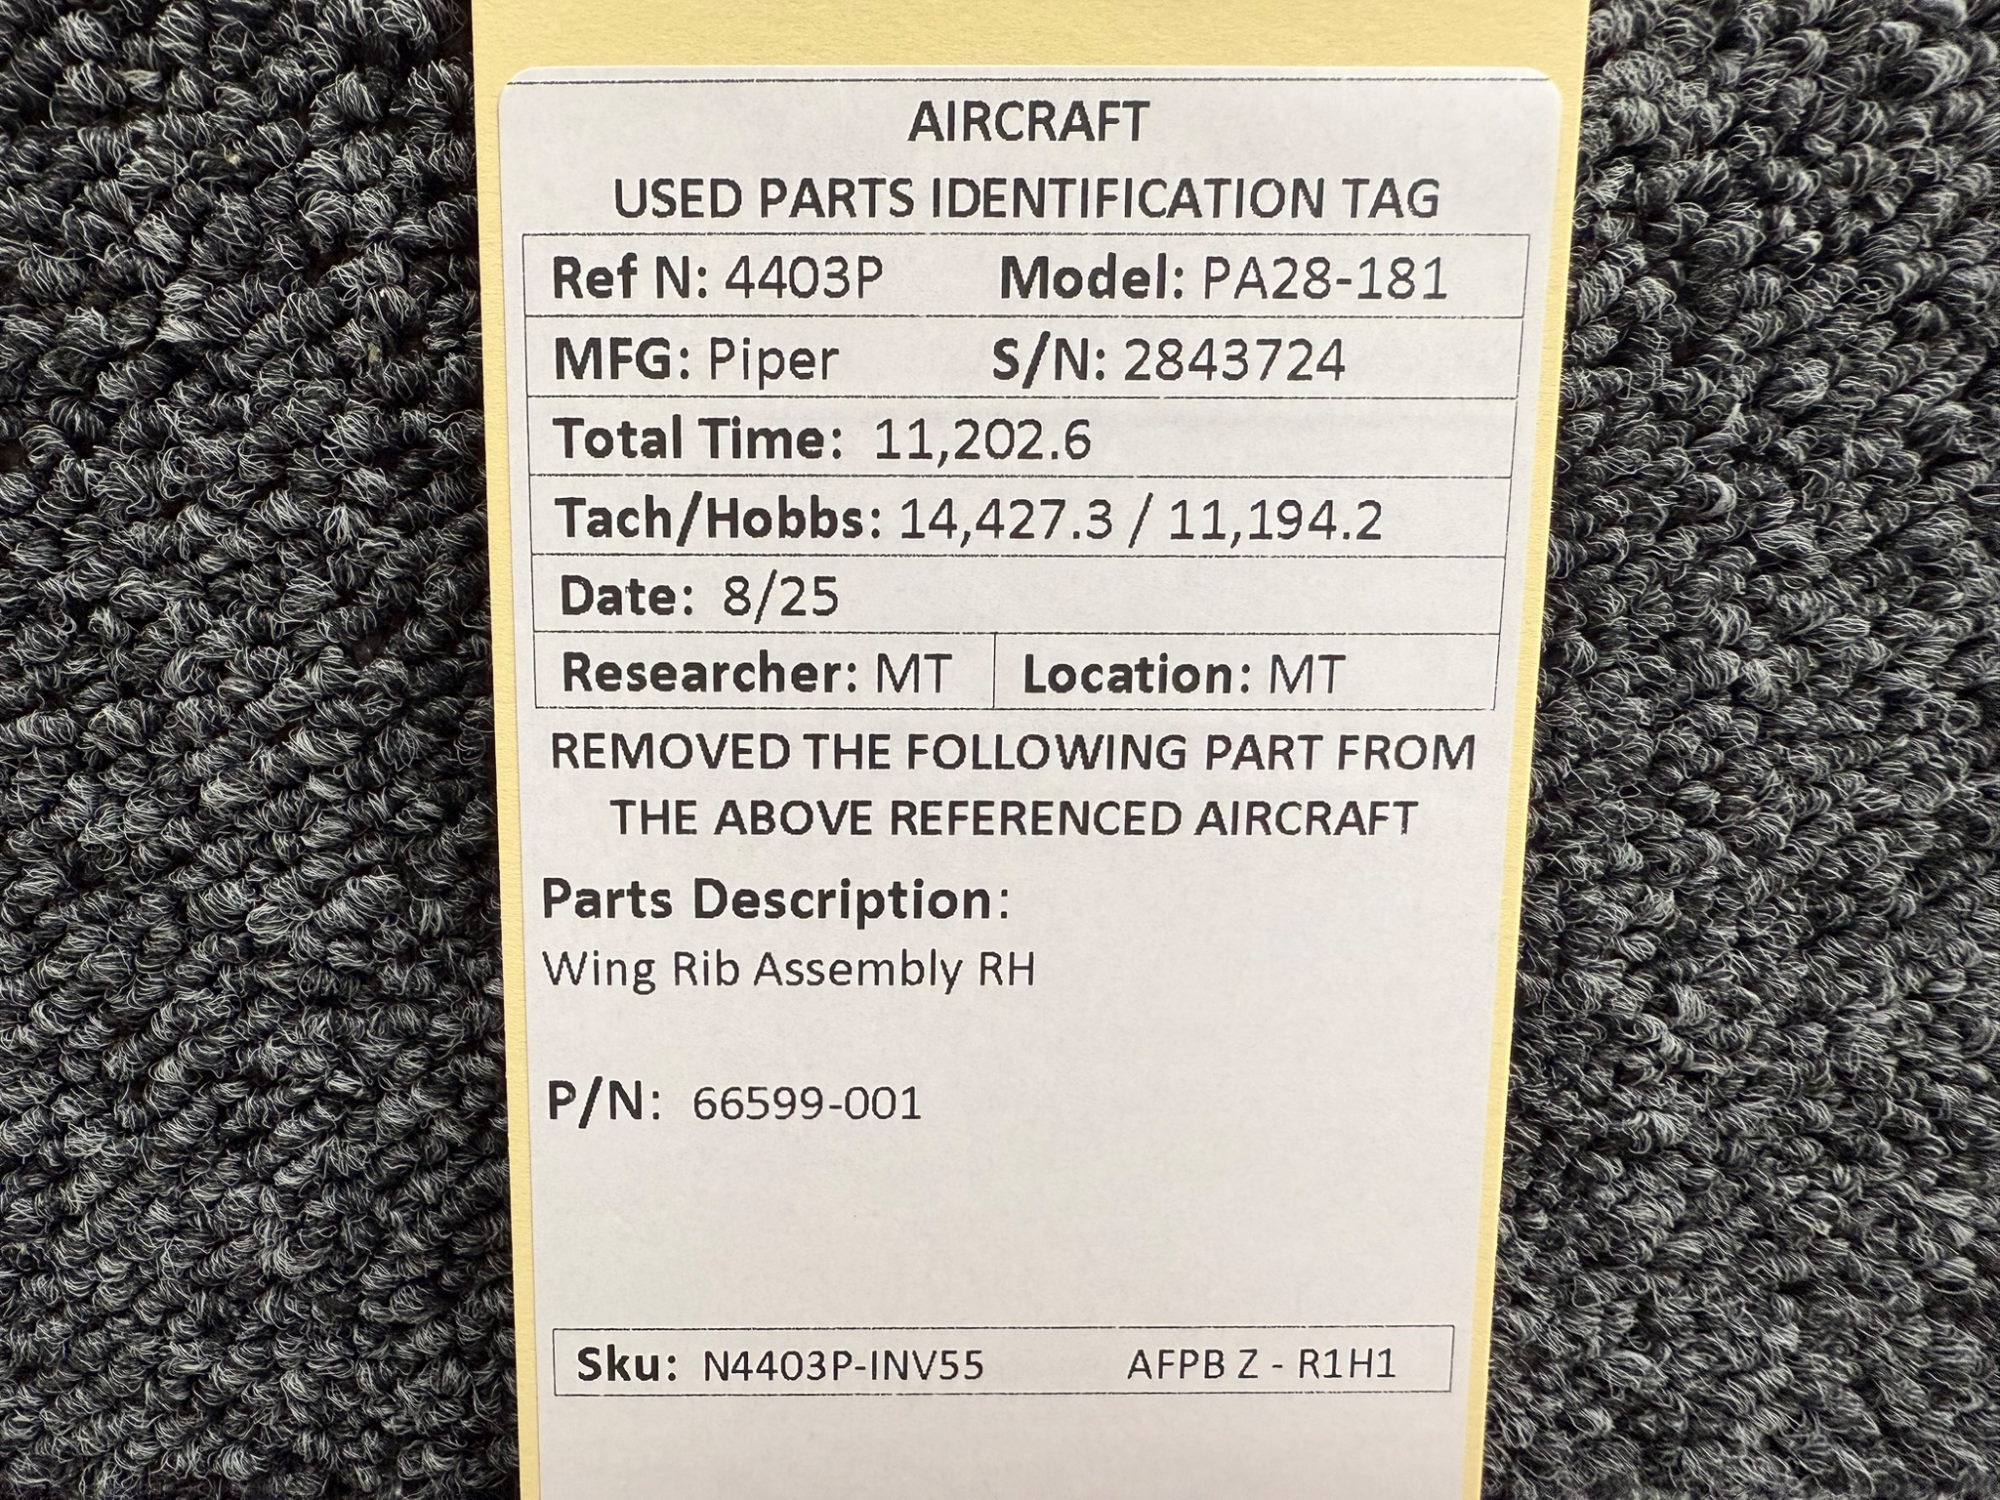 AIRCRAFT
USED PARTS IDENTIFICATION TAG
Ref N: 4403P Model: PA28-181
MFG: Piper S/N: 2843724
Total Time: 11,202.6
Tach/Hobbs: 14,427.3 / 11,194.2
Date: 8/25
Researcher: MT Location: MT
REMOVED THE FOLLOWING PART FROM
THE ABOVE REFERENCED AIRCRAFT
Parts Description:
Wing Rib Assembly RH
P/N: 66599-001
Sku: N4403P-INV55 AFPB Z - R1H1